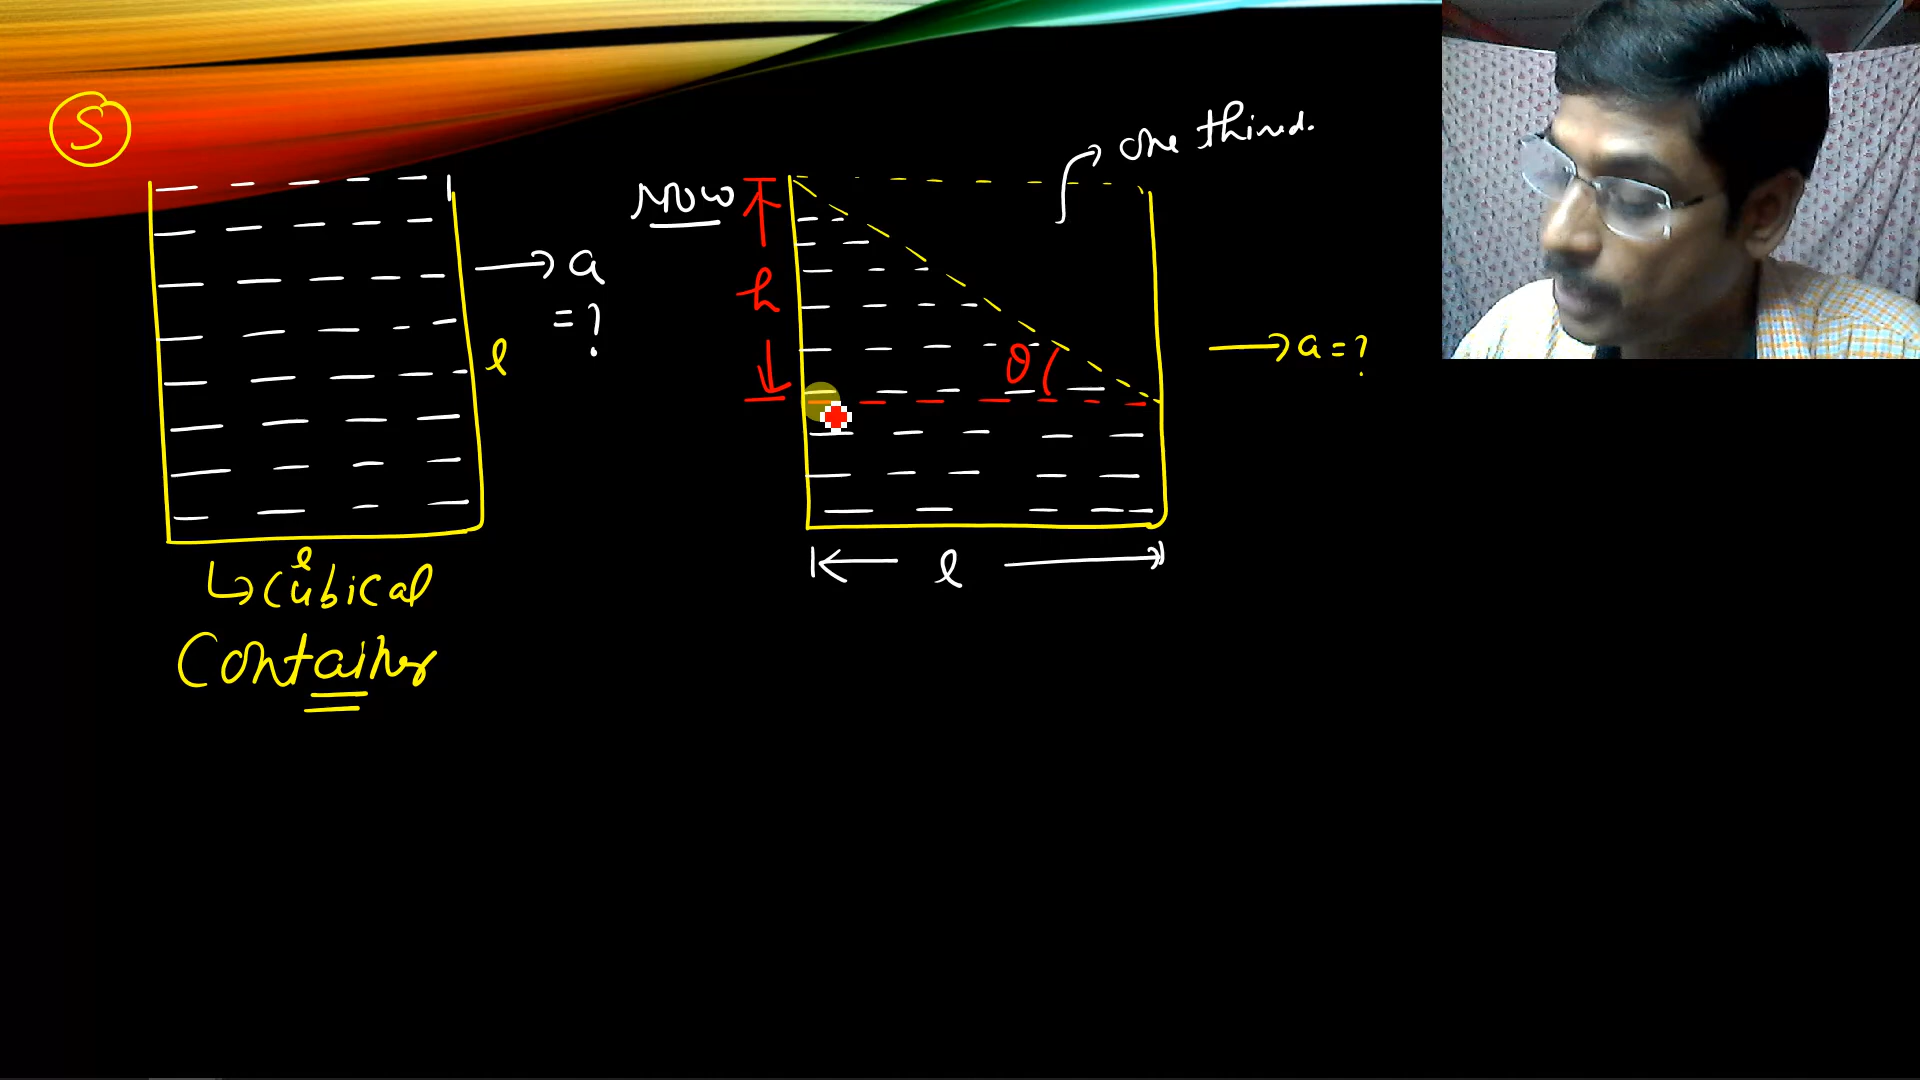 S
one third.
Now
→ a
= ?
h
l
θ
→ a = ?
l
l
↳ Cubical
Container